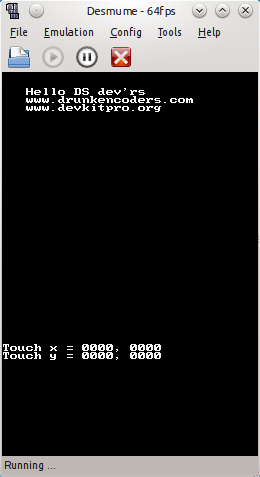 Desmume - 64fps
File Emulation Config Tools Help
Hello DS dev'rs
www.drunkencoders.com
www.devkitpro.org
Touch x = 0000, 0000
Touch y = 0000, 0000
Running ...